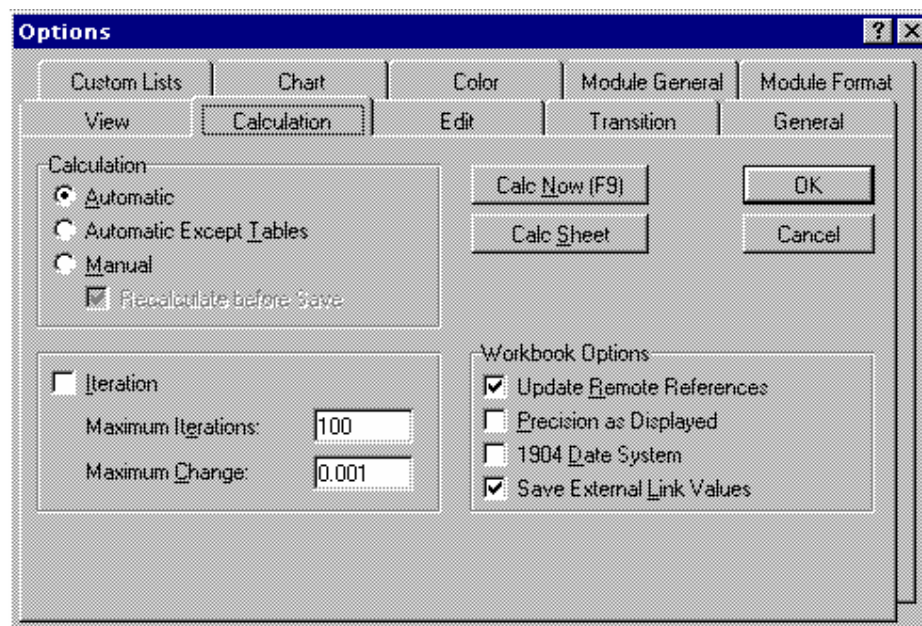 Options
Custom Lists Chart Color Module General Module Format
View Calculation Edit Transition General
Calculation
Automatic
Automatic Except Tables
Manual
Recalculate before Save
Calc Now (F9) OK
Calc Sheet Cancel
Iteration
Maximum Iterations: 100
Maximum Change: 0.001
Workbook Options
Update Remote References
Precision as Displayed
1904 Date System
Save External Link Values